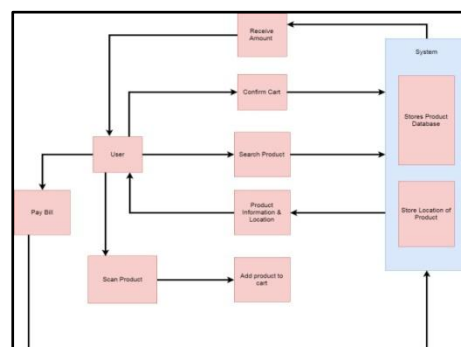 Receive
Amount
System
Confirm Cart
Stores Product
Database
User
Search Product
Pay Bill
Product
Information &
Location
Store Location of
Product
Scan Product
Add product to
cart